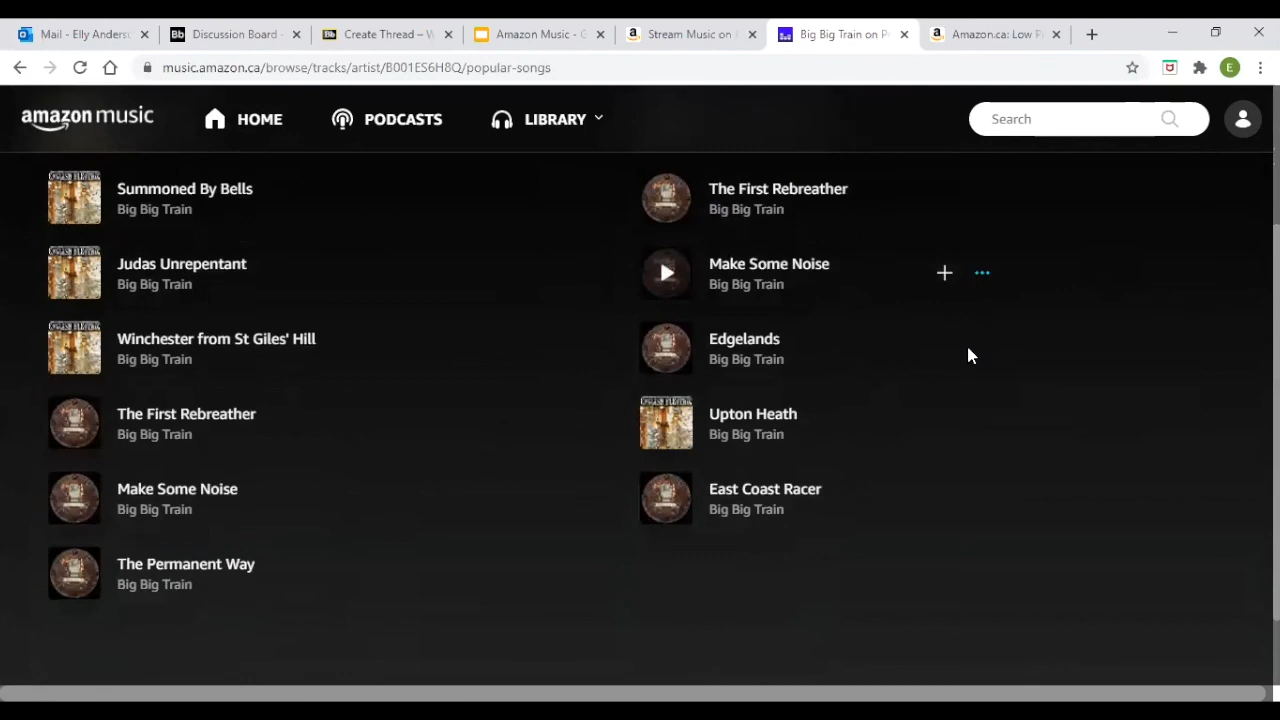 Mail - Elly Anders
Discussion Board -
Create Thread – W
Amazon Music - G
Stream Music on
Big Big Train on P
Amazon.ca: Low P
music.amazon.ca/browse/tracks/artist/B001ES6H8Q/popular-songs
E
amazon music
HOME
PODCASTS
LIBRARY
Search
Summoned By Bells
Big Big Train
Judas Unrepentant
Big Big Train
Winchester from St Giles' Hill
Big Big Train
The First Rebreather
Big Big Train
Make Some Noise
Big Big Train
The Permanent Way
Big Big Train
The First Rebreather
Big Big Train
Make Some Noise
Big Big Train
Edgelands
Big Big Train
Upton Heath
Big Big Train
East Coast Racer
Big Big Train